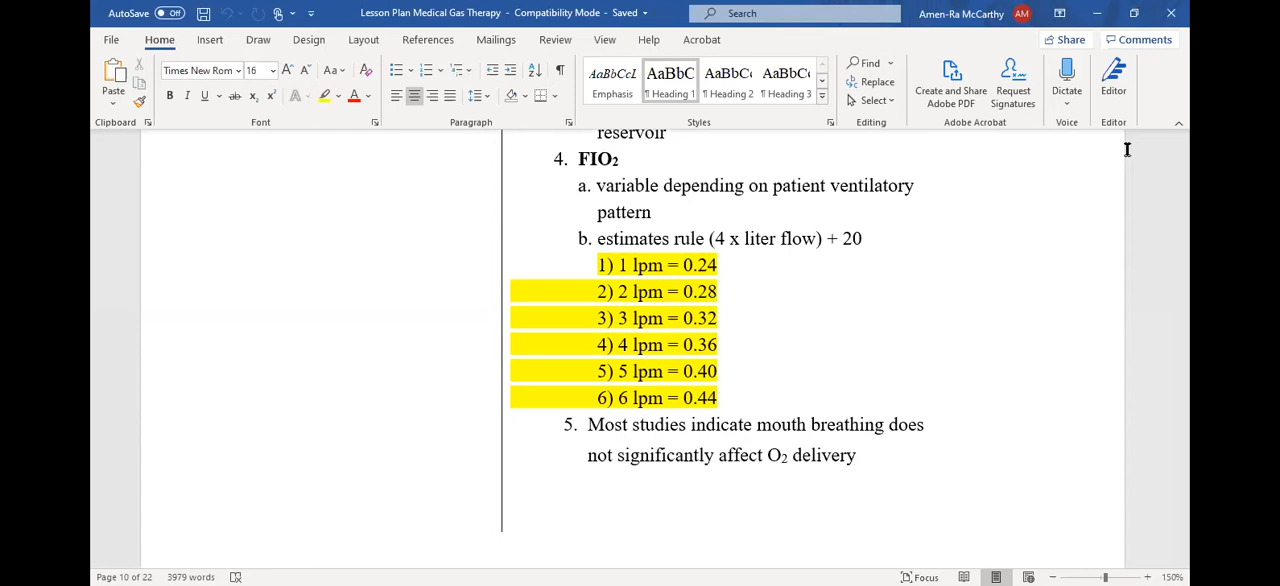 AutoSave Off Lesson Plan Medical Gas Therapy - Compatibility Mode - Saved Search Amen-Ra McCarthy AM
File Home Insert Draw Design Layout References Mailings Review View Help Acrobat Share Comments
Paste Times New Rom 16 Aa AaBbCcI AaBbC AaBbCc AaBbC Find Replace Select Create and Share Adobe PDF Request Signatures Dictate Editor
Emphasis ¶ Heading 1 ¶ Heading 2 ¶ Heading 3
Clipboard Font Paragraph Styles Editing Adobe Acrobat Voice Editor
reservoir
4. FIO₂
a. variable depending on patient ventilatory
pattern
b. estimates rule (4 x liter flow) + 20
1) 1 lpm = 0.24
2) 2 lpm = 0.28
3) 3 lpm = 0.32
4) 4 lpm = 0.36
5) 5 lpm = 0.40
6) 6 lpm = 0.44
5. Most studies indicate mouth breathing does
not significantly affect O₂ delivery
Page 10 of 22 3979 words Focus 150%